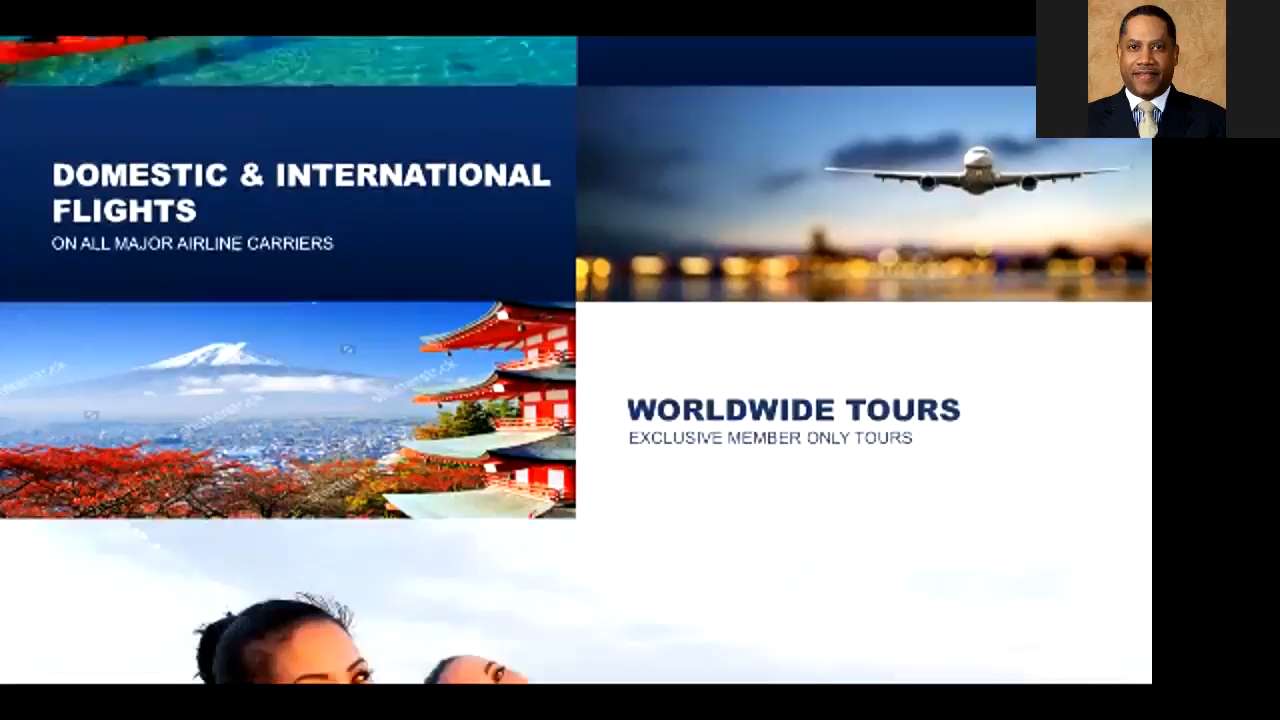 DOMESTIC & INTERNATIONAL
FLIGHTS
ON ALL MAJOR AIRLINE CARRIERS
WORLDWIDE TOURS
EXCLUSIVE MEMBER ONLY TOURS